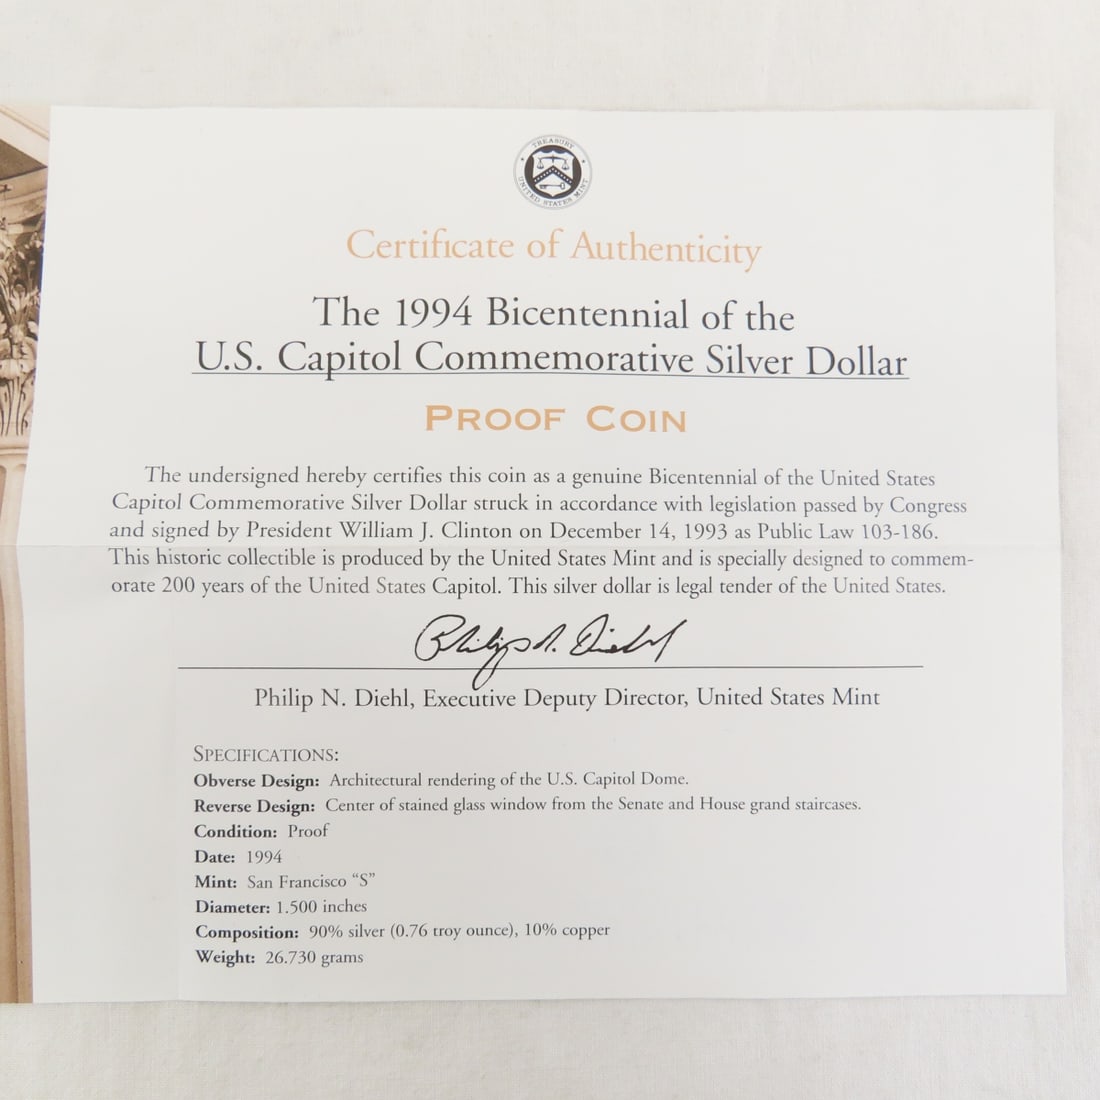 TREASURY
UNITED STATES MINT
Certificate of Authenticity
The 1994 Bicentennial of the
U.S. Capitol Commemorative Silver Dollar
PROOF COIN
The undersigned hereby certifies this coin as a genuine Bicentennial of the United States
Capitol Commemorative Silver Dollar struck in accordance with legislation passed by Congress
and signed by President William J. Clinton on December 14, 1993 as Public Law 103-186.
This historic collectible is produced by the United States Mint and is specially designed to commem-
orate 200 years of the United States Capitol. This silver dollar is legal tender of the United States.
Philip N. Diehl
Philip N. Diehl, Executive Deputy Director, United States Mint
SPECIFICATIONS:
Obverse Design: Architectural rendering of the U.S. Capitol Dome.
Reverse Design: Center of stained glass window from the Senate and House grand staircases.
Condition: Proof
Date: 1994
Mint: San Francisco “S”
Diameter: 1.500 inches
Composition: 90% silver (0.76 troy ounce), 10% copper
Weight: 26.730 grams